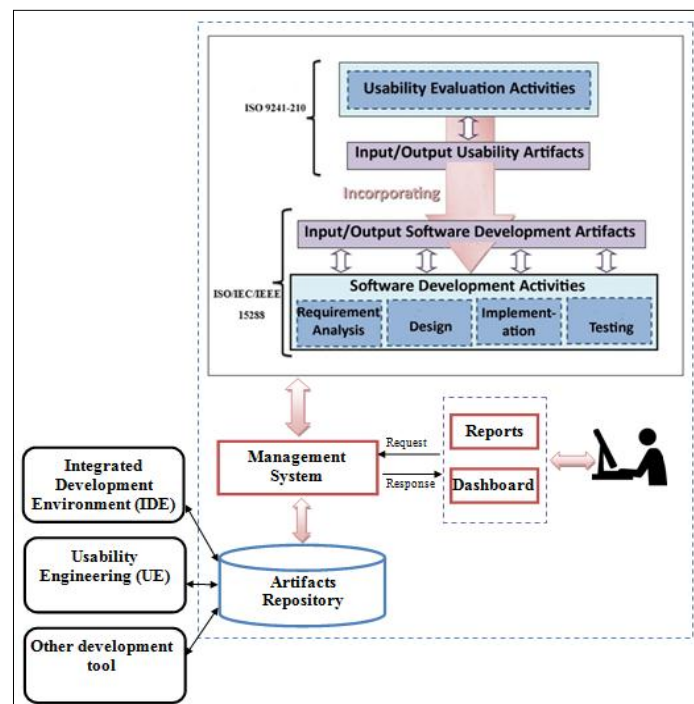 Usability Evaluation Activities
ISO 9241-210
Input/Output Usability Artifacts
Incorporating
Input/Output Software Development Artifacts
Software Development Activities
ISO/IEC/IEEE
15288
Requirement
Analysis
Design
Implement-
ation
Testing
Management
System
Request
Response
Reports
Dashboard
Integrated
Development
Environment (IDE)
Usability
Engineering (UE)
Artifacts
Repository
Other development
tool